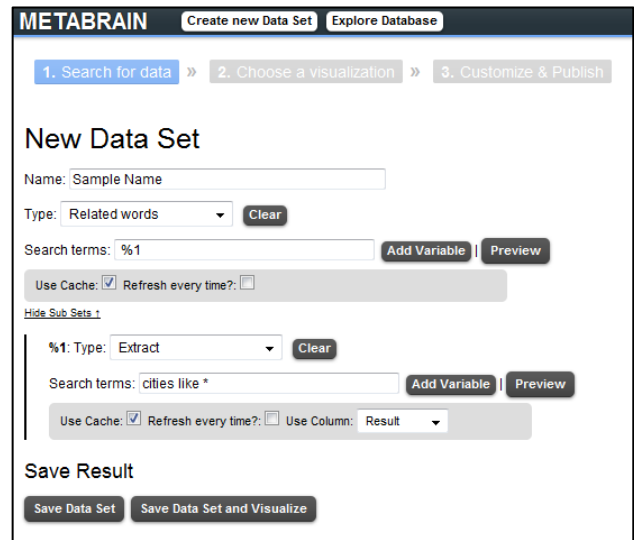 METABRAIN Create new Data Set Explore Database
1. Search for data » 2. Choose a visualization » 3. Customize & Publish
New Data Set
Name: Sample Name
Type: Related words Clear
Search terms: %1 Add Variable | Preview
Use Cache: Refresh every time?:
Hide Sub Sets ↑
%1: Type: Extract Clear
Search terms: cities like * Add Variable | Preview
Use Cache: Refresh every time?: Use Column: Result
Save Result
Save Data Set Save Data Set and Visualize